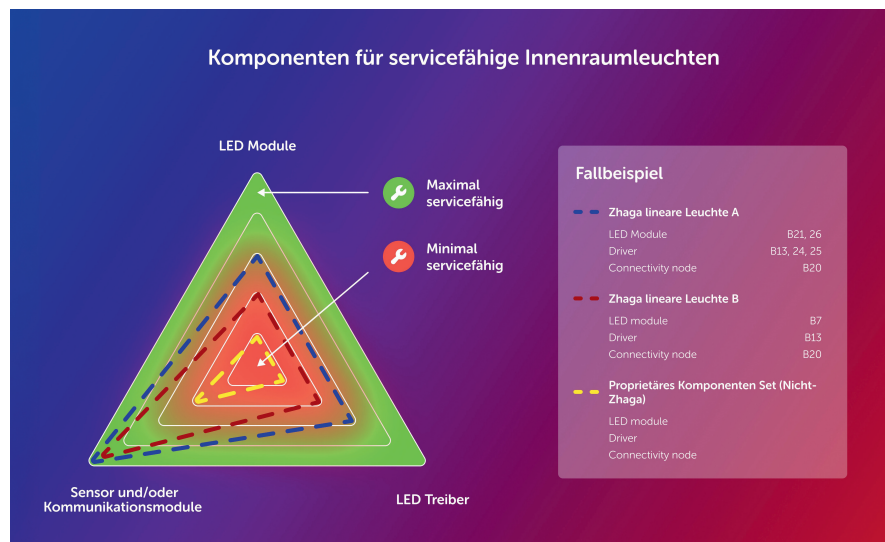 Komponenten für servicefähige Innenraumleuchten
LED Module
Maximal
servicefähig
Minimal
servicefähig
Sensor und/oder
Kommunikationsmodule
LED Treiber
Fallbeispiel
Zhaga lineare Leuchte A
LED Module B21, 26
Driver B13, 24, 25
Connectivity node B20
Zhaga lineare Leuchte B
LED module B7
Driver B13
Connectivity node B20
Proprietäres Komponenten Set (Nicht-
Zhaga)
LED module
Driver
Connectivity node